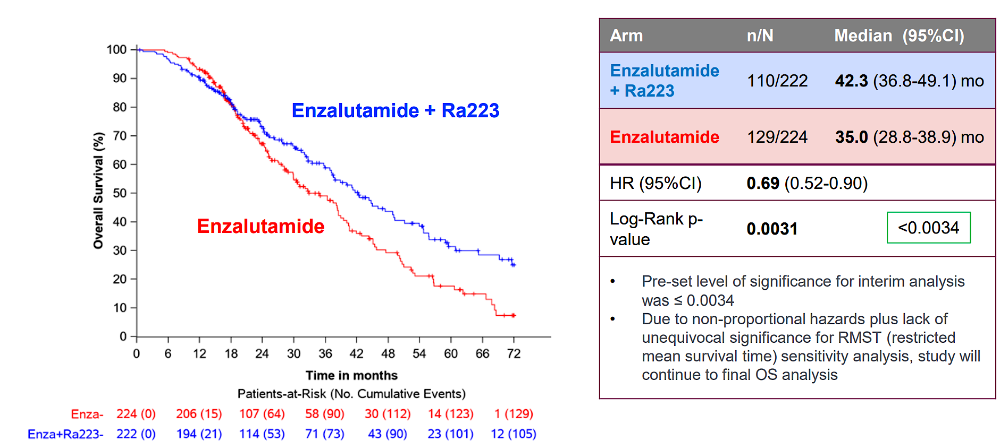 100
90
80
70
60
50
40
30
20
10
0
Overall Survival (%)
Enzalutamide + Ra223
Enzalutamide
0 6 12 18 24 30 36 42 48 54 60 66 72
Time in months
Patients-at-Risk (No. Cumulative Events)
Enza- 224 (0) 206 (15) 107 (64) 58 (90) 30 (112) 14 (123) 1 (129)
Enza+Ra223- 222 (0) 194 (21) 114 (53) 71 (73) 43 (90) 23 (101) 12 (105)
Arm n/N Median (95%CI)
Enzalutamide
+ Ra223 110/222 42.3 (36.8-49.1) mo
Enzalutamide 129/224 35.0 (28.8-38.9) mo
HR (95%CI) 0.69 (0.52-0.90)
Log-Rank p-
value 0.0031 <0.0034
• Pre-set level of significance for interim analysis
was ≤ 0.0034
• Due to non-proportional hazards plus lack of
unequivocal significance for RMST (restricted
mean survival time) sensitivity analysis, study will
continue to final OS analysis